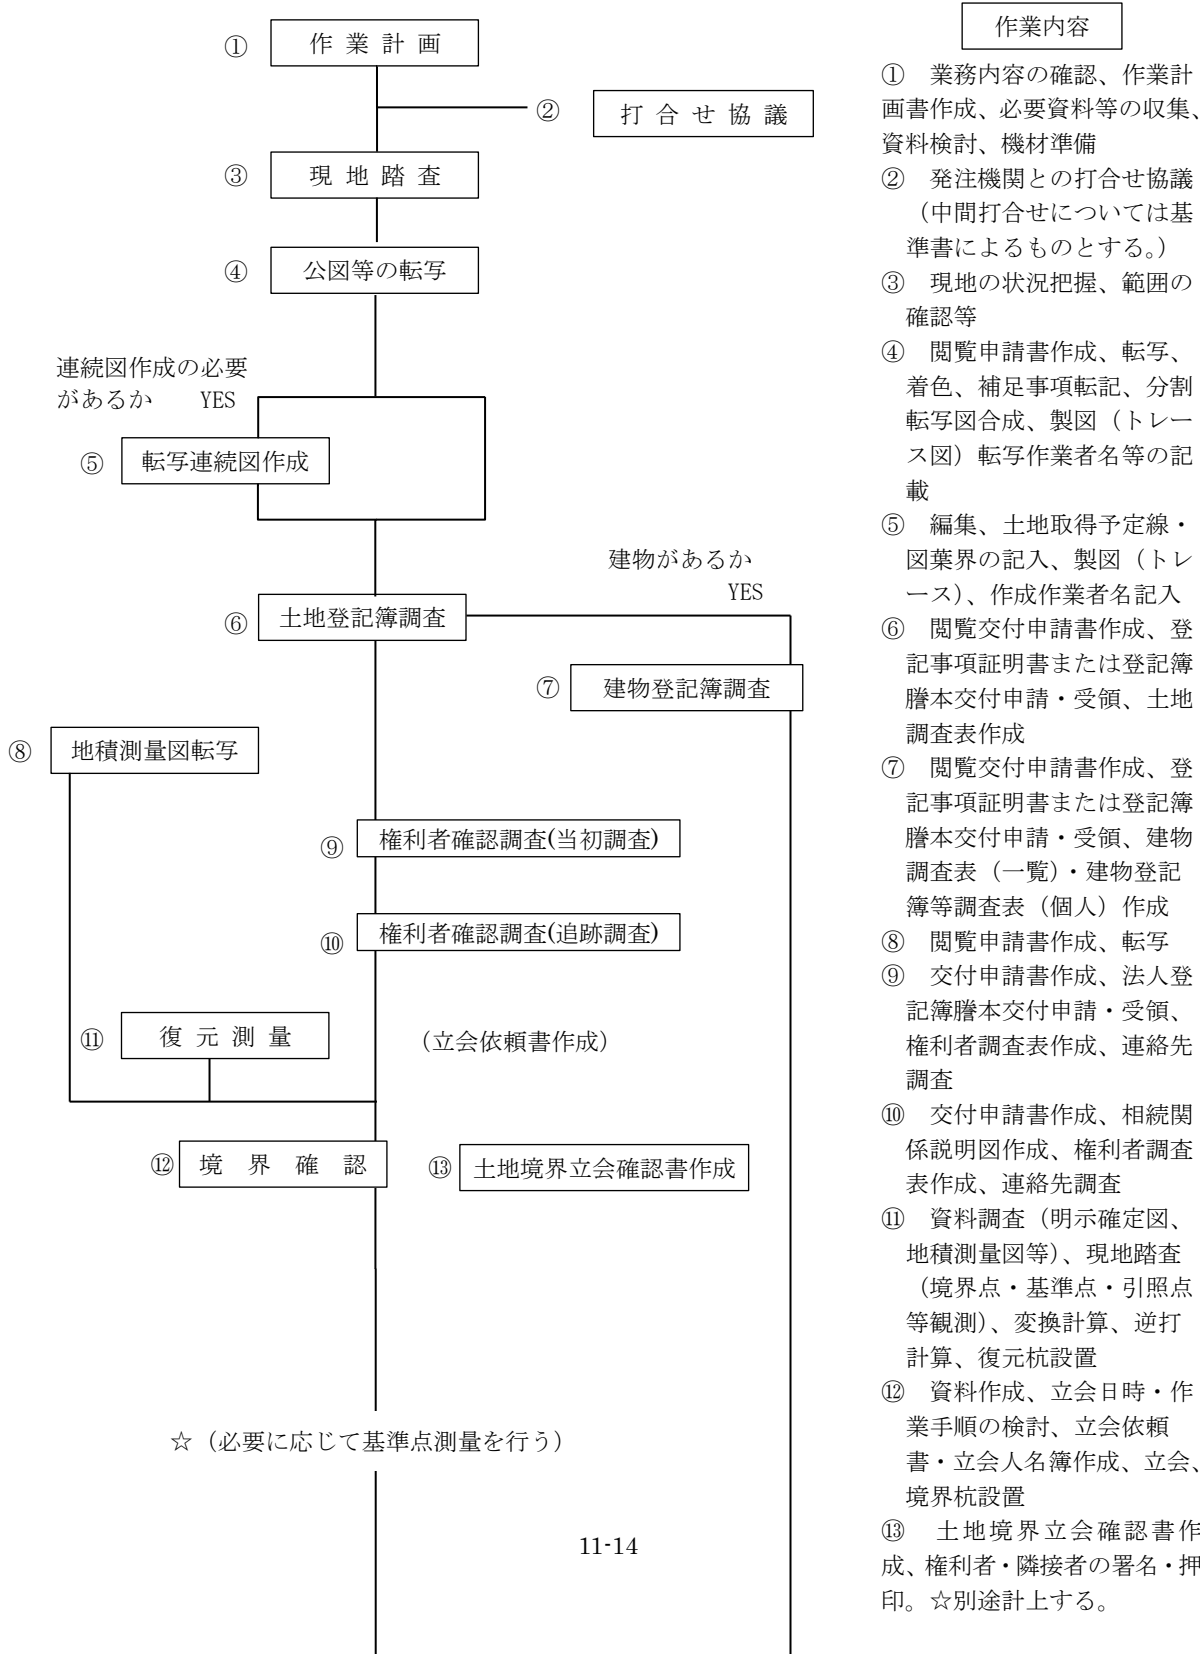 ① 作業計画
② 打合せ協議
③ 現地踏査
④ 公図等の転写
連続図作成の必要
があるか YES
⑤ 転写連続図作成
建物があるか
YES
⑥ 土地登記簿調査
⑦ 建物登記簿調査
⑧ 地積測量図転写
⑨ 権利者確認調査(当初調査)
⑩ 権利者確認調査(追跡調査)
⑪ 復元測量 (立会依頼書作成)
⑫ 境界確認 ⑬ 土地境界立会確認書作成
☆（必要に応じて基準点測量を行う）
11-14
作業内容
① 業務内容の確認、作業計
画書作成、必要資料等の収集、
資料検討、機材準備
② 発注機関との打合せ協議
（中間打合せについては基
準書によるものとする。）
③ 現地の状況把握、範囲の
確認等
④ 閲覧申請書作成、転写、
着色、補足事項転記、分割
転写図合成、製図（トレー
ス図）転写作業者名等の記
載
⑤ 編集、土地取得予定線・
図葉界の記入、製図（トレ
ース）、作成作業者名記入
⑥ 閲覧交付申請書作成、登
記事項証明書または登記簿
謄本交付申請・受領、土地
調査表作成
⑦ 閲覧交付申請書作成、登
記事項証明書または登記簿
謄本交付申請・受領、建物
調査表（一覧）・建物登記
簿等調査表（個人）作成
⑧ 閲覧申請書作成、転写
⑨ 交付申請書作成、法人登
記簿謄本交付申請・受領、
権利者調査表作成、連絡先
調査
⑩ 交付申請書作成、相続関
係説明図作成、権利者調査
表作成、連絡先調査
⑪ 資料調査（明示確定図、
地積測量図等）、現地踏査
（境界点・基準点・引照点
等観測）、変換計算、逆打
計算、復元杭設置
⑫ 資料作成、立会日時・作
業手順の検討、立会依頼
書・立会人名簿作成、立会、
境界杭設置
⑬ 土地境界立会確認書作
成、権利者・隣接者の署名・押
印。☆別途計上する。